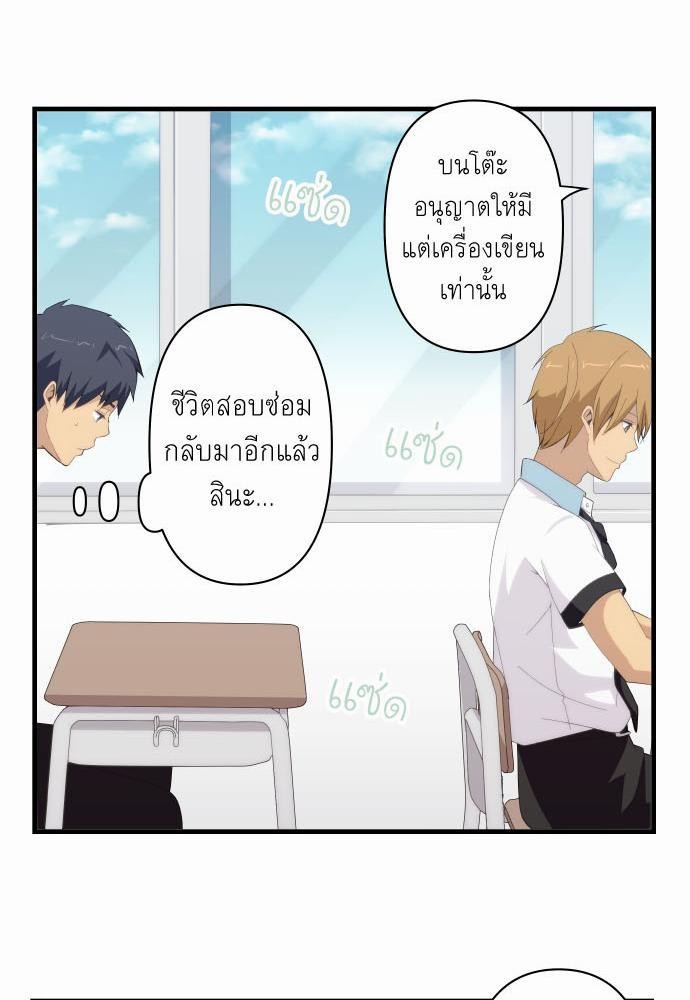 บนโต๊ะ
อนุญาตให้มี
แต่เครื่องเขียน
เท่านั้น
แซ่ด
ชีวิตสอบซ่อม
กลับมาอีกแล้ว
สินะ...
แซ่ด
แซ่ด